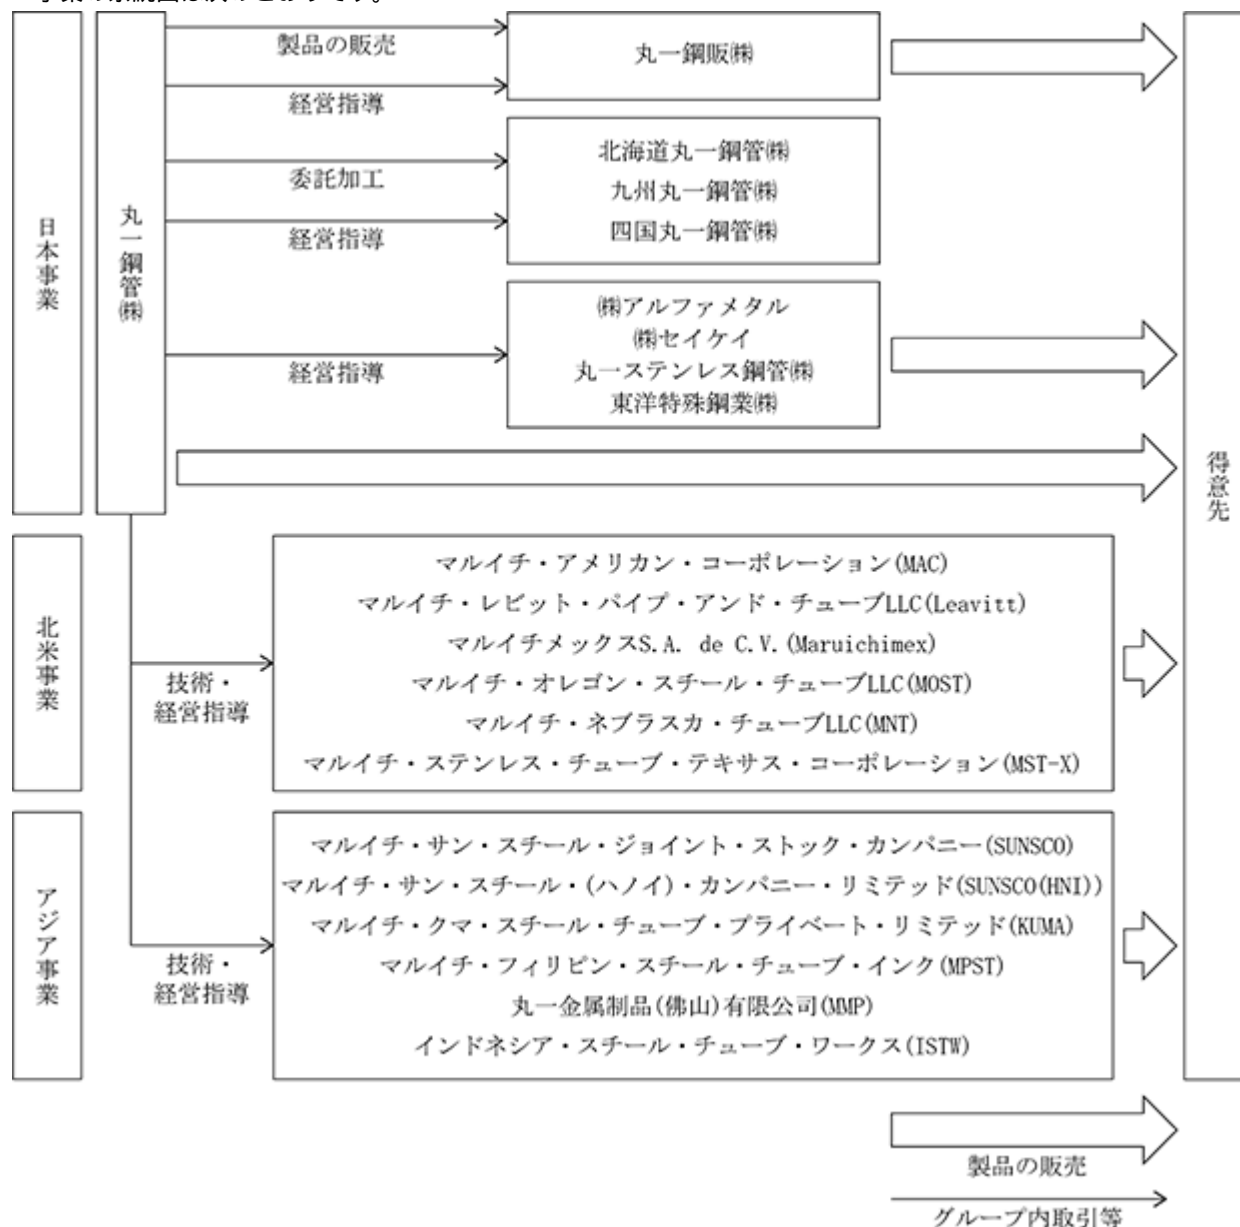 日本事業
丸一鋼管㈱
製品の販売
経営指導
丸一鋼販㈱
委託加工
経営指導
北海道丸一鋼管㈱
九州丸一鋼管㈱
四国丸一鋼管㈱
経営指導
㈱アルファメタル
㈱セイケイ
丸一ステンレス鋼管㈱
東洋特殊鋼業㈱
得意先
北米事業
技術・
経営指導
マルイチ・アメリカン・コーポレーション(MAC)
マルイチ・レビット・パイプ・アンド・チューブLLC(Leavitt)
マルイチメックスS.A. de C.V.(Maruichimex)
マルイチ・オレゴン・スチール・チューブLLC(MOST)
マルイチ・ネブラスカ・チューブLLC(MNT)
マルイチ・ステンレス・チューブ・テキサス・コーポレーション(MST-X)
アジア事業
技術・
経営指導
マルイチ・サン・スチール・ジョイント・ストック・カンパニー(SUNSCO)
マルイチ・サン・スチール・(ハノイ)・カンパニー・リミテッド(SUNSCO(HNI))
マルイチ・クマ・スチール・チューブ・プライベート・リミテッド(KUMA)
マルイチ・フィリピン・スチール・チューブ・インク(MPST)
丸一金属制品(佛山)有限公司(MMP)
インドネシア・スチール・チューブ・ワークス(ISTW)
製品の販売
グループ内取引等